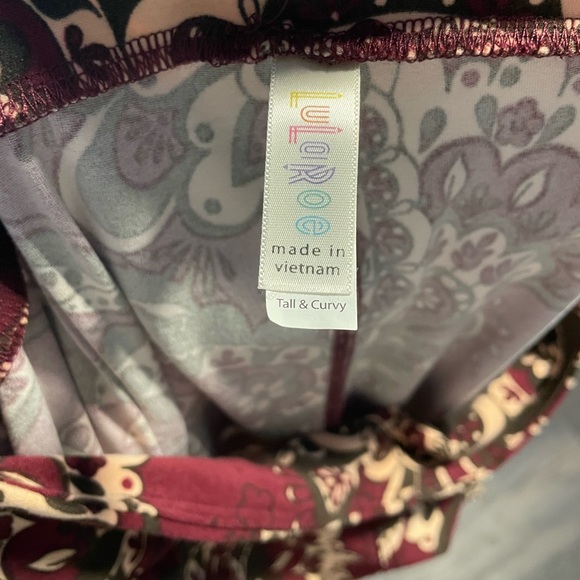 LuLaRoe
made in
vietnam
Tall & Curvy